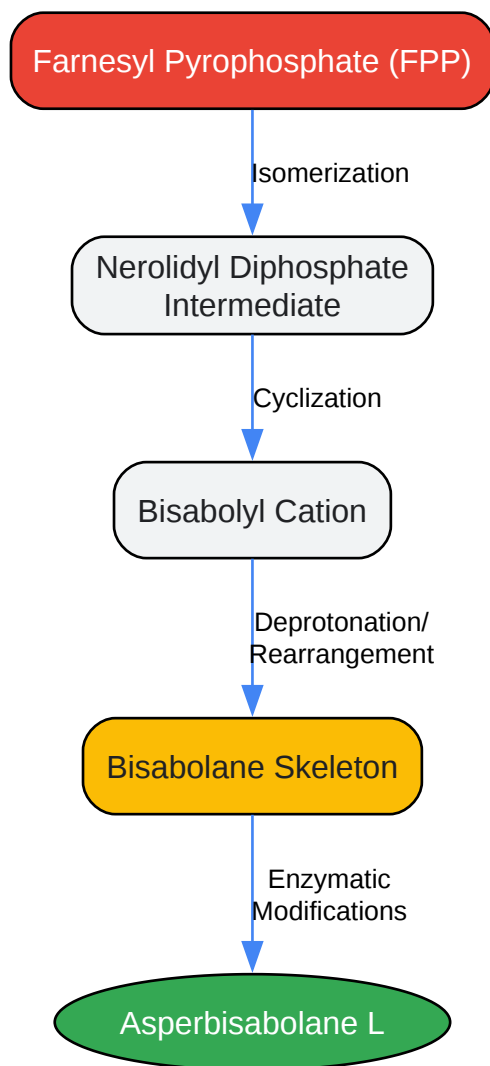 Farnesyl Pyrophosphate (FPP)
Isomerization
Nerolidyl Diphosphate
Intermediate
Cyclization
Bisabolyl Cation
Deprotonation/
Rearrangement
Bisabolane Skeleton
Enzymatic
Modifications
Asperbisabolane L